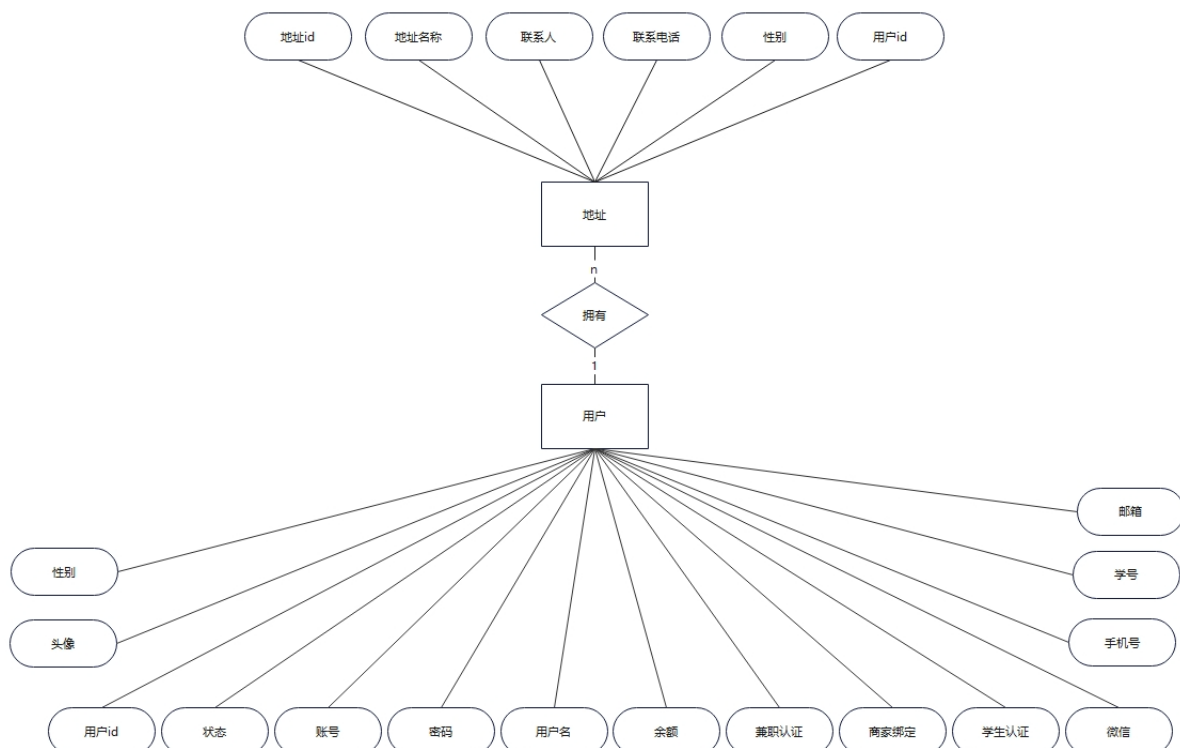 地址id
地址名称
联系人
联系电话
性别
用户id
地址
n
拥有
1
用户
邮箱
性别
学号
头像
手机号
用户id
状态
账号
密码
用户名
余额
兼职认证
商家绑定
学生认证
微信